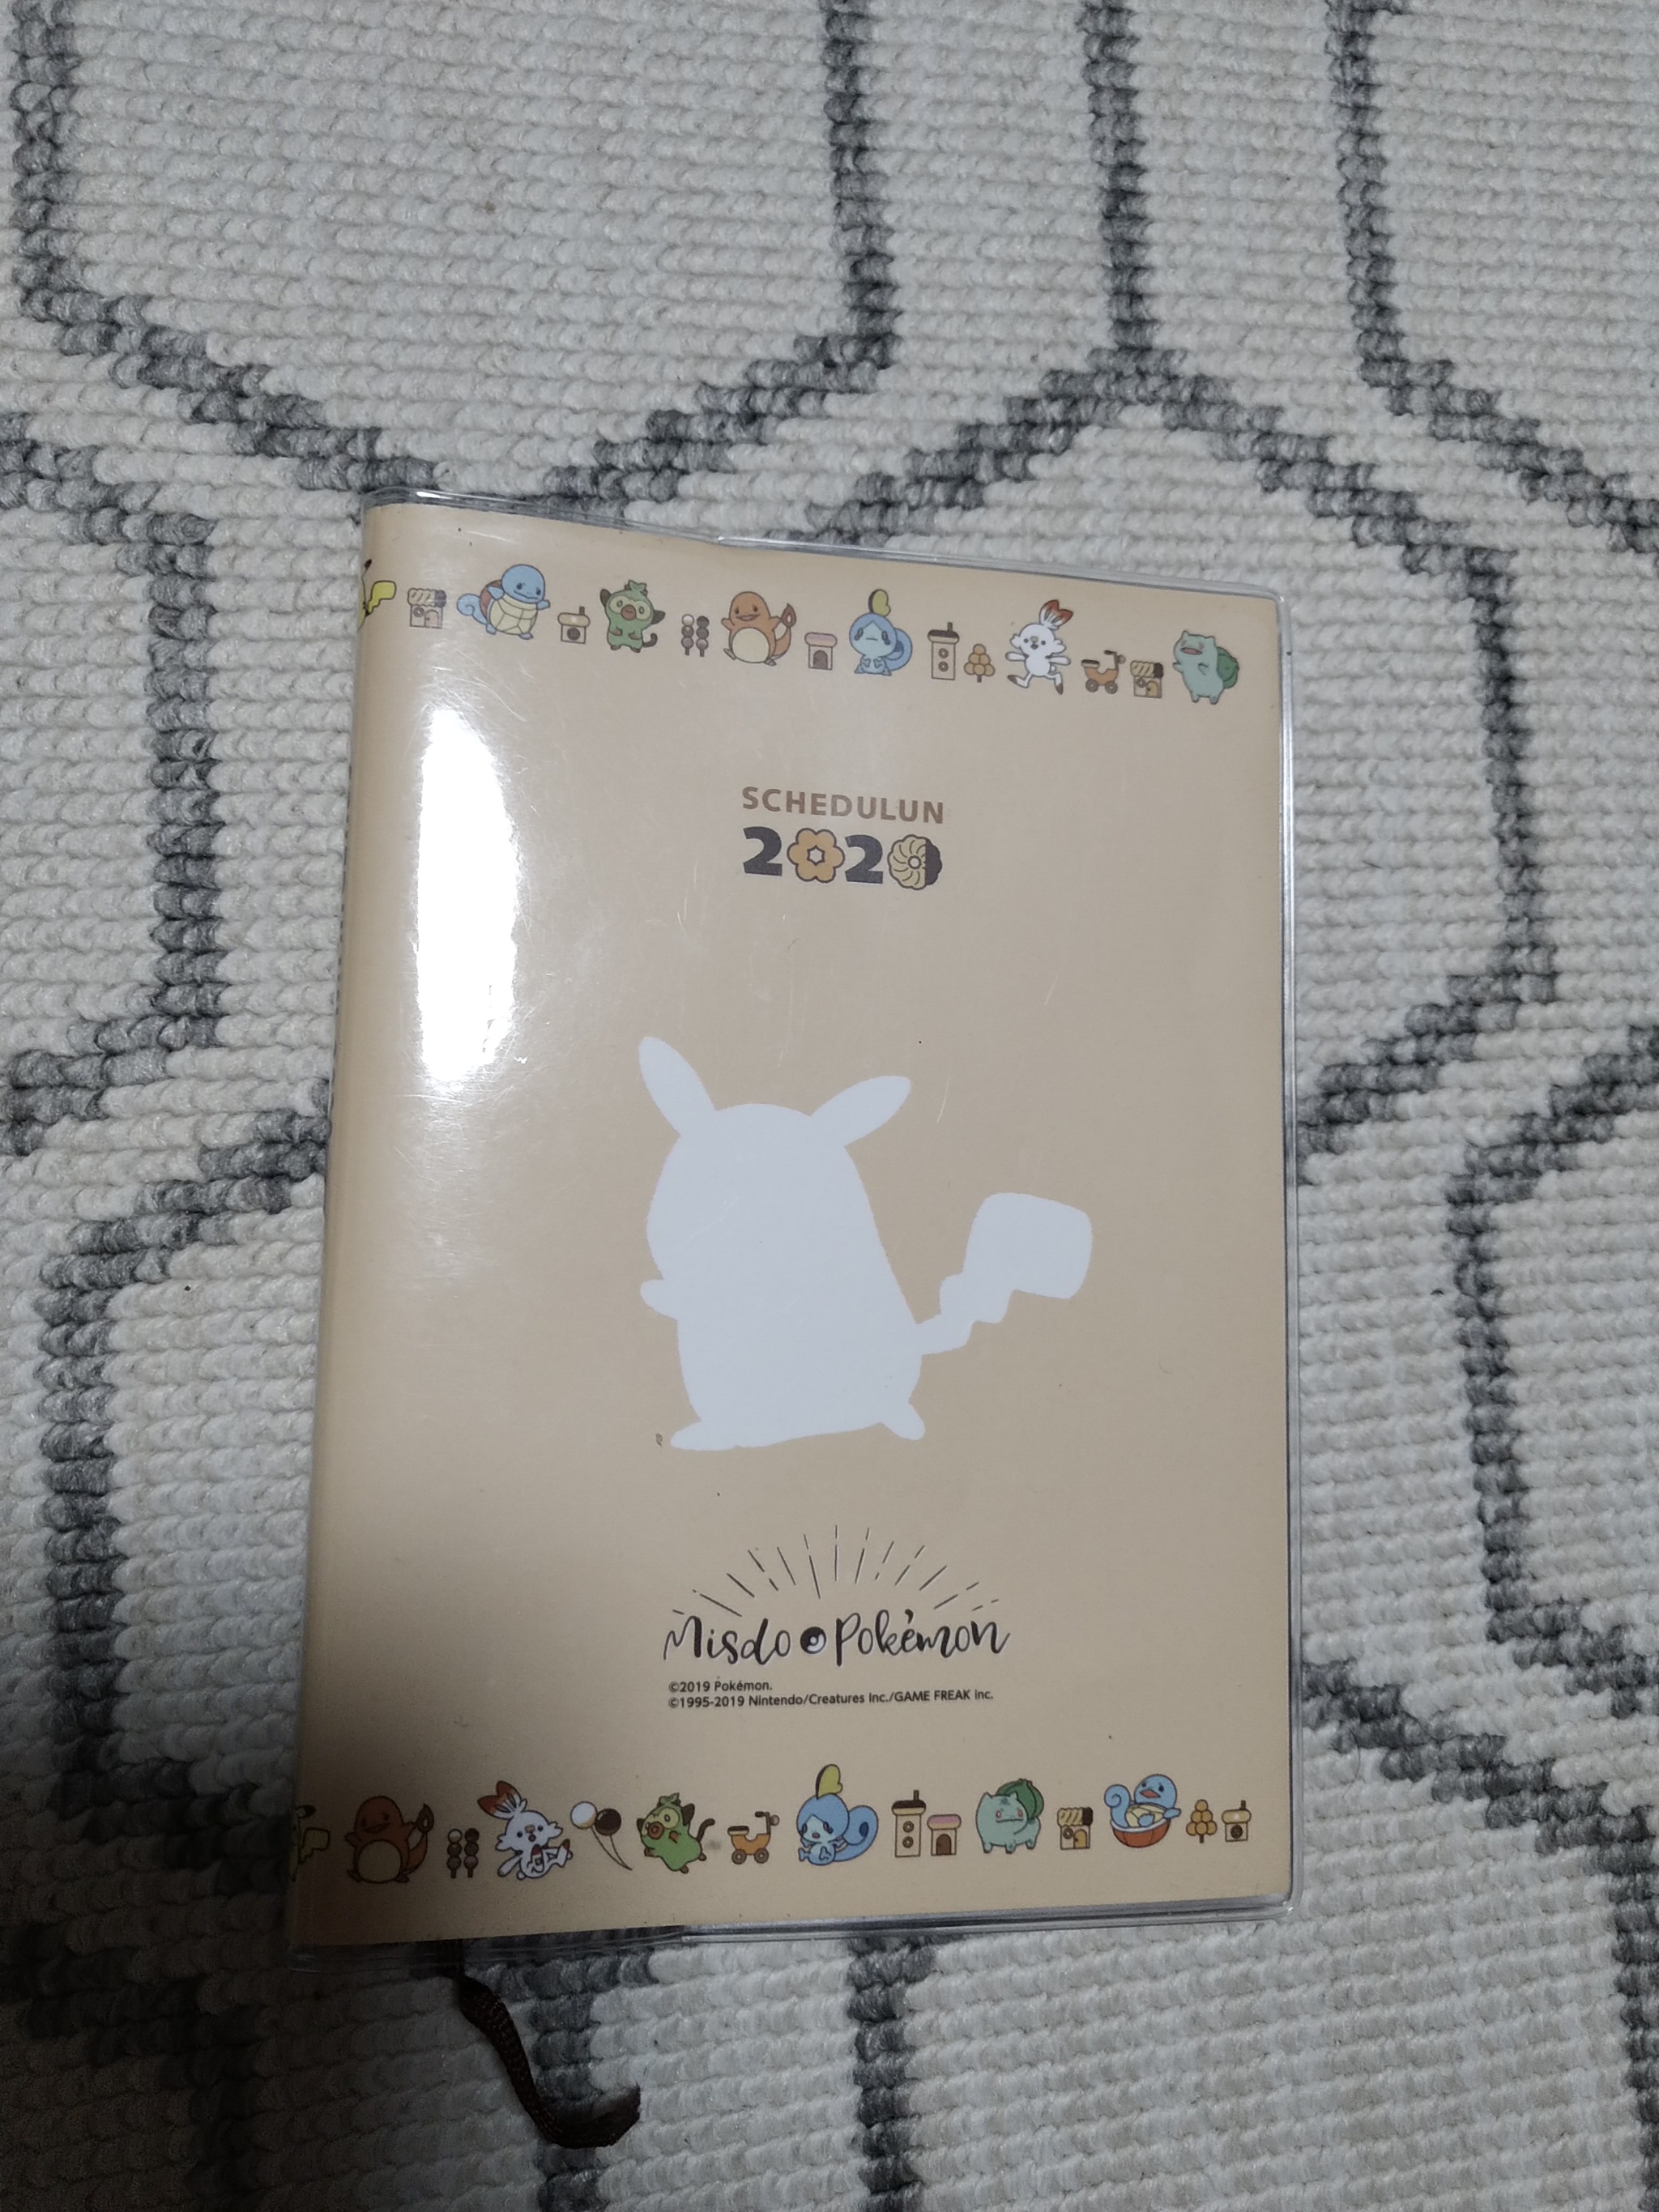 SCHEDULUN
2020
Misdo Pokémon
©2019 Pokémon.
©1995-2019 Nintendo/Creatures Inc./GAME FREAK inc.